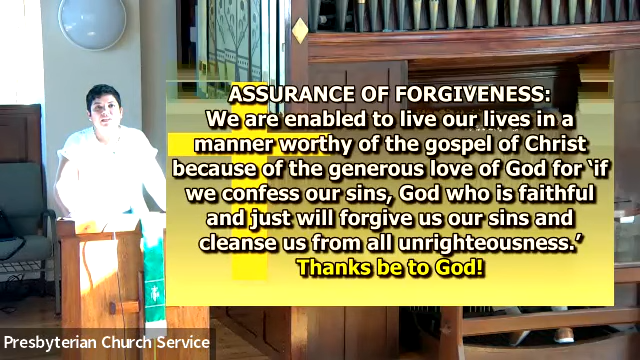 ASSURANCE OF FORGIVENESS:
We are enabled to live our lives in a
manner worthy of the gospel of Christ
because of the generous love of God for ‘if
we confess our sins, God who is faithful
and just will forgive us our sins and
cleanse us from all unrighteousness.’
Thanks be to God!
Presbyterian Church Service